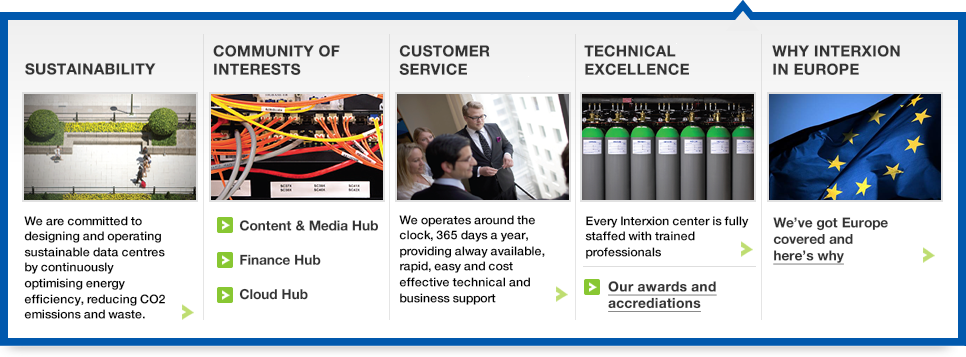 SUSTAINABILITY
We are committed to
designing and operating
sustainable data centres
by continuously
optimising energy
efficiency, reducing CO2
emissions and waste.
COMMUNITY OF
INTERESTS
Content & Media Hub
Finance Hub
Cloud Hub
CUSTOMER
SERVICE
We operates around the
clock, 365 days a year,
providing alway available,
rapid, easy and cost
effective technical and
business support
TECHNICAL
EXCELLENCE
Every Interxion center is fully
staffed with trained
professionals
Our awards and
accrediations
WHY INTERXION
IN EUROPE
We've got Europe
covered and
here's why